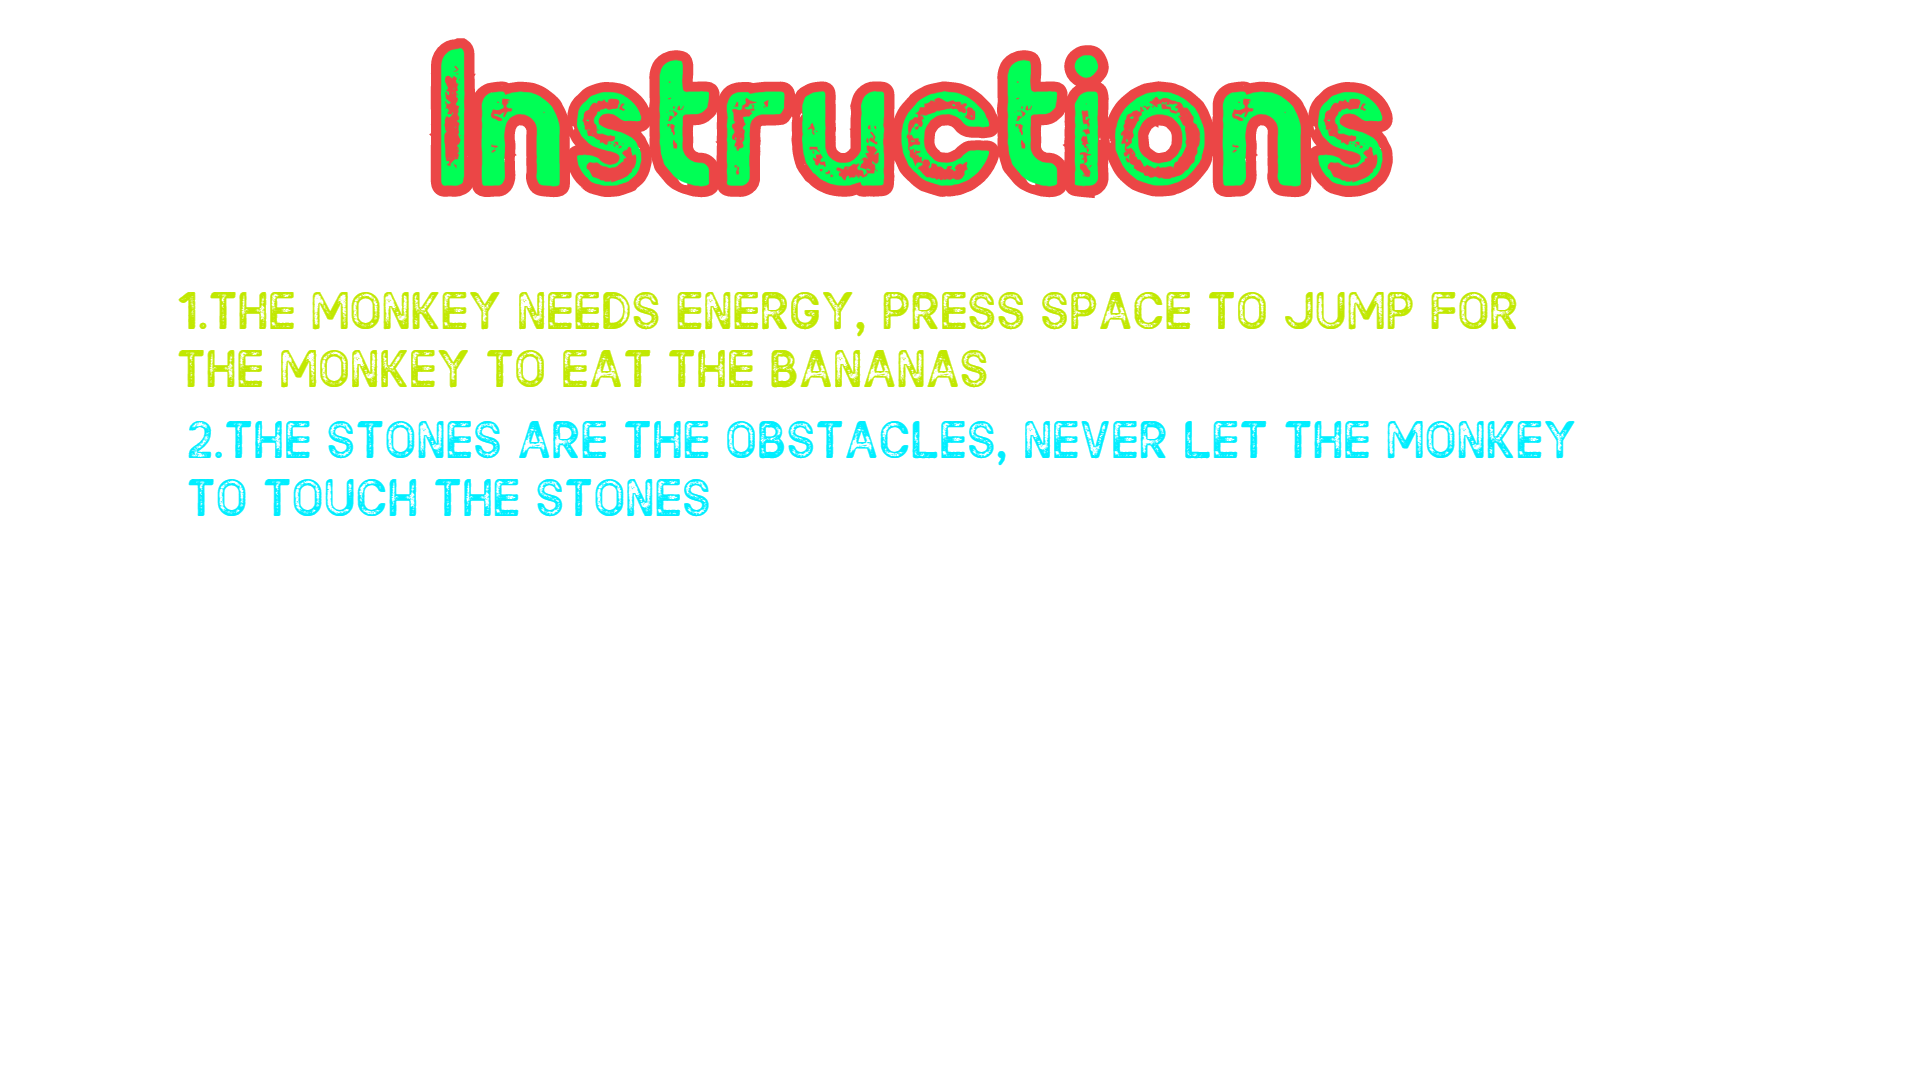 Instructions
1.THE MONKEY NEEDS ENERGY, PRESS SPACE TO JUMP FOR
THE MONKEY TO EAT THE BANANAS
2.THE STONES ARE THE OBSTACLES, NEVER LET THE MONKEY
TO TOUCH THE STONES